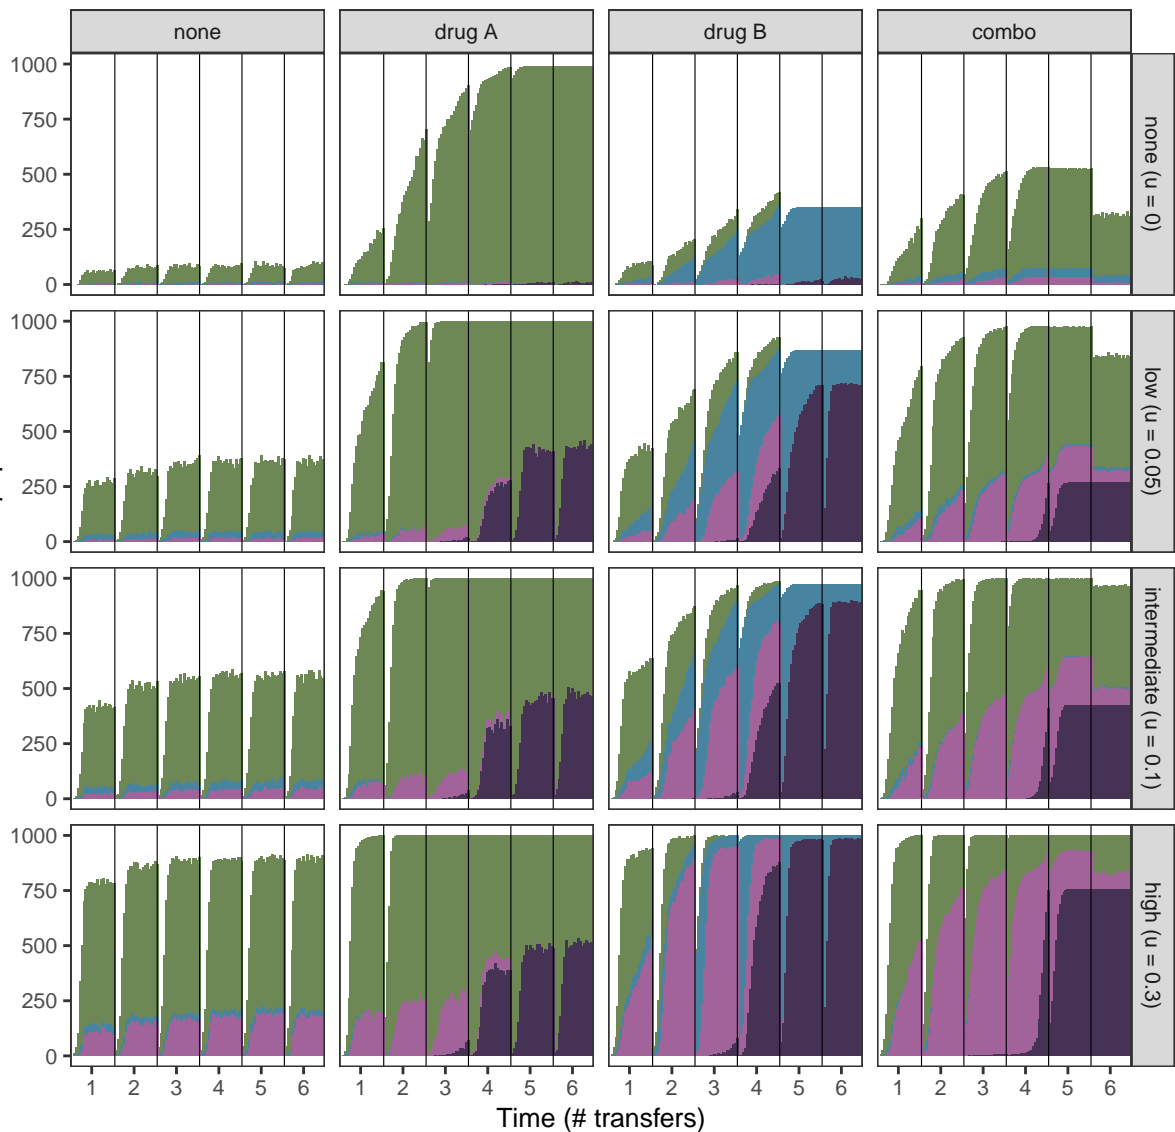 none drug A drug B combo
1000
750
500
250
0
none (u = 0)
1000
750
500
250
0
low (u = 0.05)
1000
750
500
250
0
intermediate (u = 0.1)
1000
750
500
250
0
high (u = 0.3)
1 2 3 4 5 6 1 2 3 4 5 6 1 2 3 4 5 6 1 2 3 4 5 6
Time (# transfers)